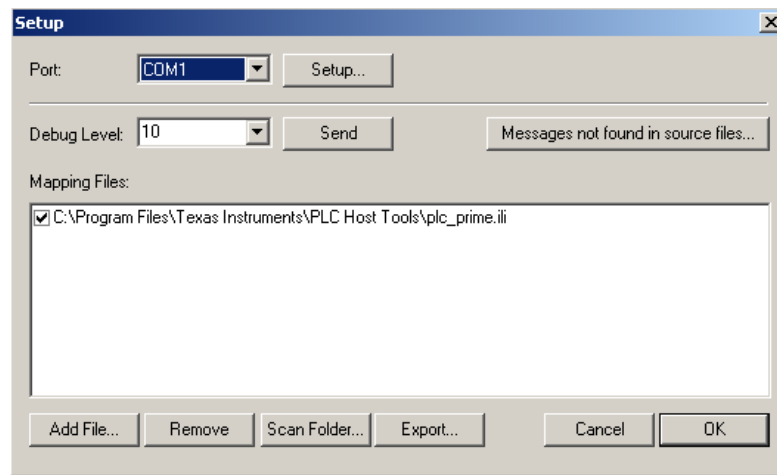 Setup
Port: COM1 Setup...
Debug Level: 10 Send Messages not found in source files...
Mapping Files:
C:\Program Files\Texas Instruments\PLC Host Tools\plc_prime.ili
Add File... Remove Scan Folder... Export... Cancel OK